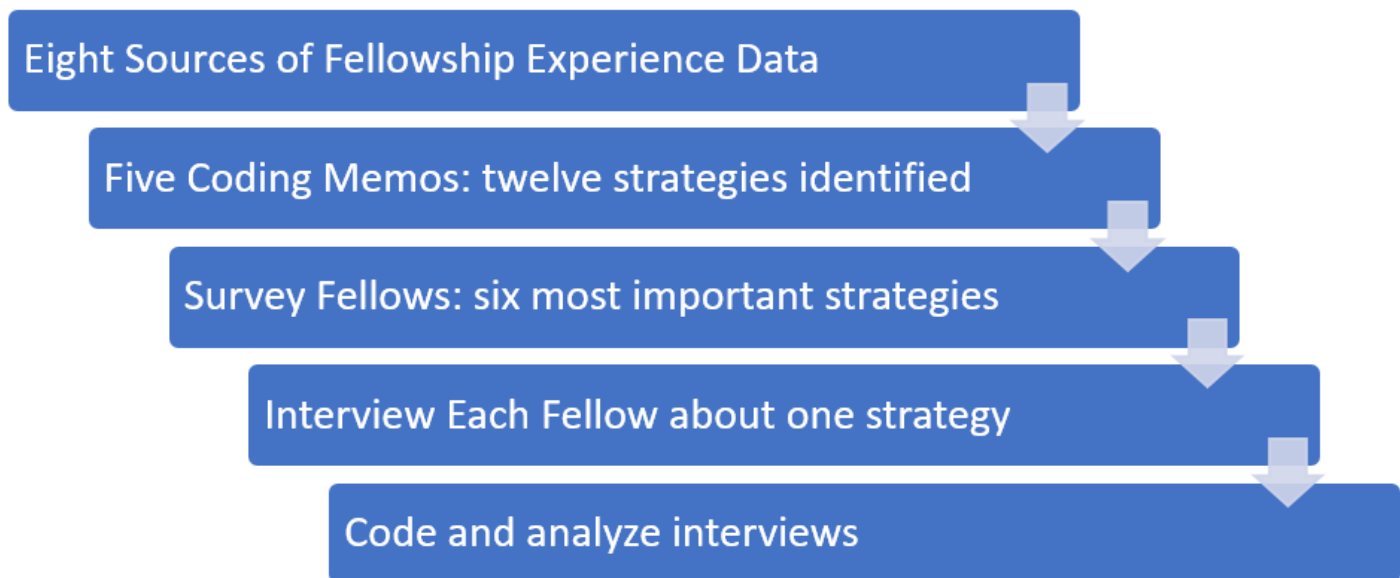 Eight Sources of Fellowship Experience Data
Five Coding Memos: twelve strategies identified
Survey Fellows: six most important strategies
Interview Each Fellow about one strategy
Code and analyze interviews